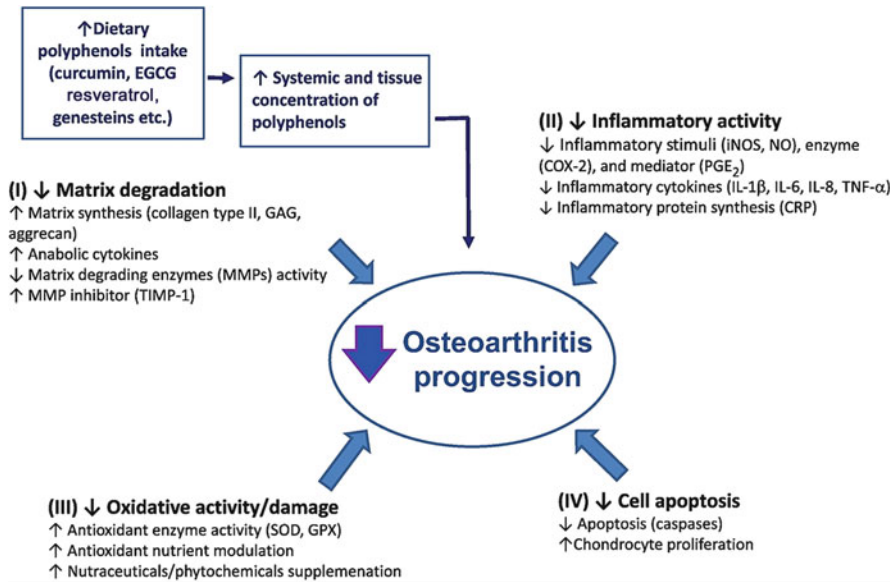 ↑Dietary
polyphenols intake
(curcumin, EGCG
resveratrol,
genesteins etc.)
↑ Systemic and tissue
concentration of
polyphenols
(II) ↓ Inflammatory activity
↓ Inflammatory stimuli (iNOS, NO), enzyme
(COX-2), and mediator (PGE₂)
↓ Inflammatory cytokines (IL-1β, IL-6, IL-8, TNF-α)
↓ Inflammatory protein synthesis (CRP)
(I) ↓ Matrix degradation
↑ Matrix synthesis (collagen type II, GAG,
aggrecan)
↑ Anabolic cytokines
↓ Matrix degrading enzymes (MMPs) activity
↑ MMP inhibitor (TIMP-1)
Osteoarthritis
progression
(III) ↓ Oxidative activity/damage
↑ Antioxidant enzyme activity (SOD, GPX)
↑ Antioxidant nutrient modulation
↑ Nutraceuticals/phytochemicals supplemenation
(IV) ↓ Cell apoptosis
↓ Apoptosis (caspases)
↑Chondrocyte proliferation